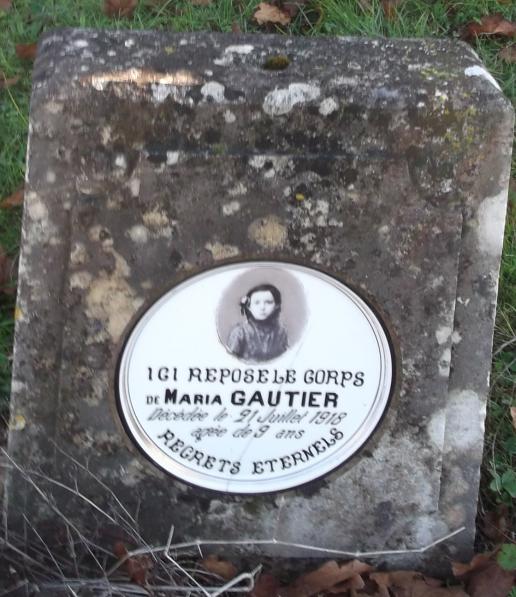 ICI REPOSE LE CORPS
DE MARIA GAUTIER
Décédée le 21 Juillet 1918
agée de 9 ans
REGRETS ETERNELS